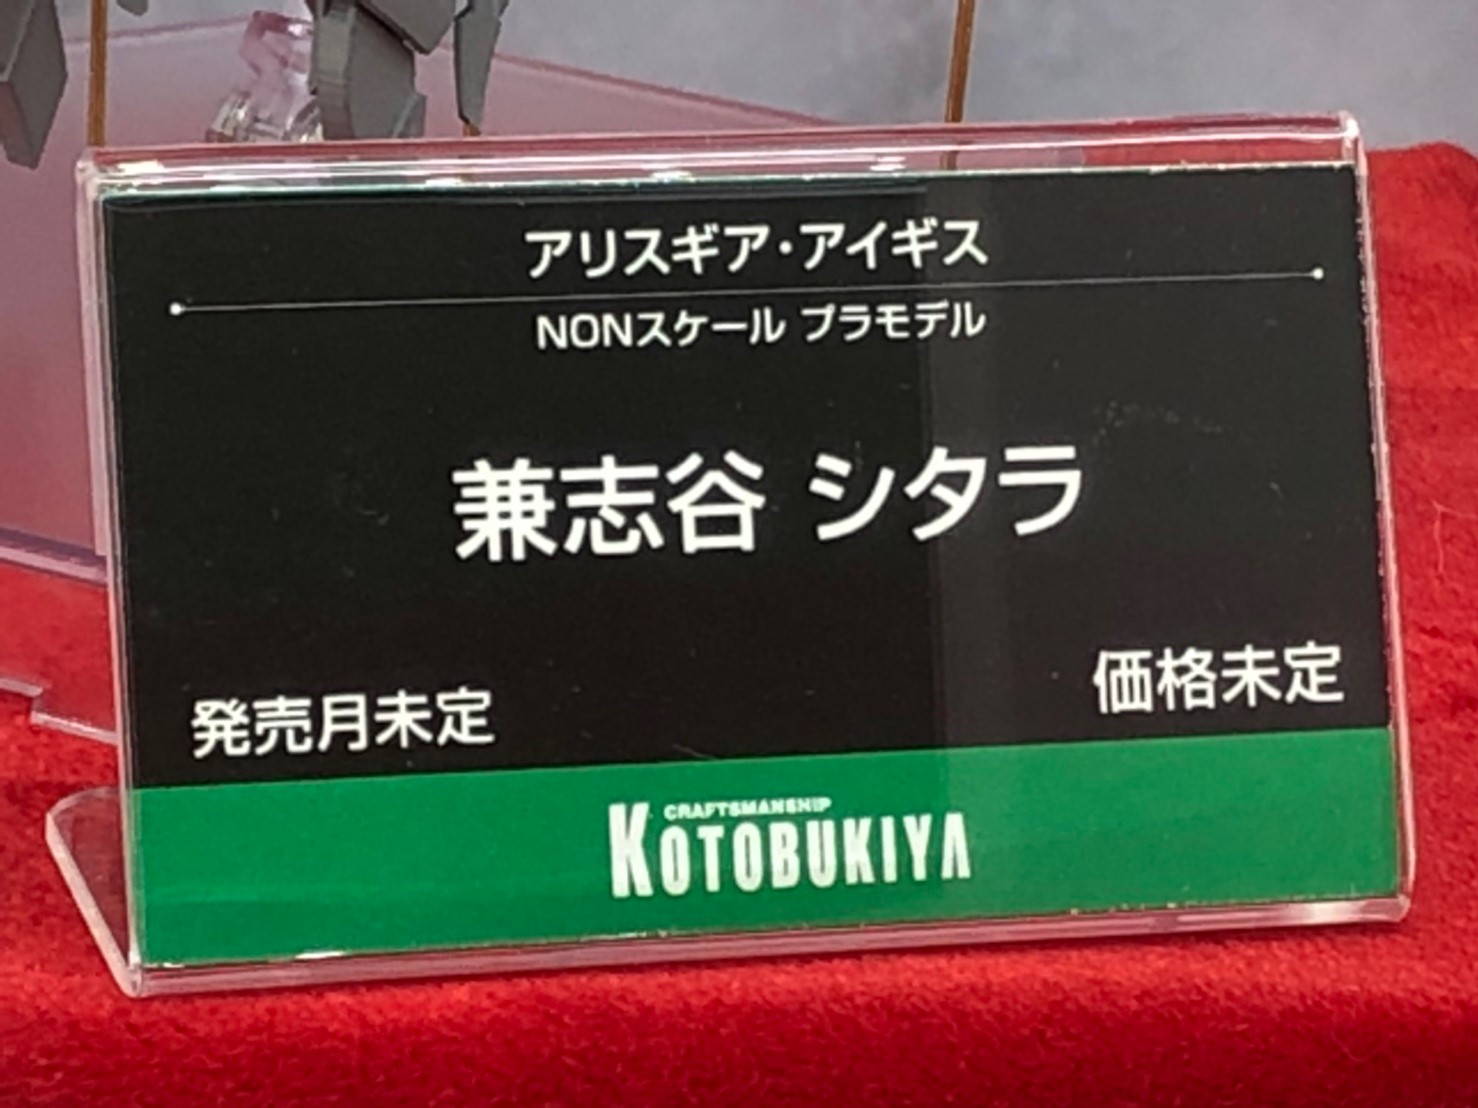 アリスギア・アイギス
NONスケール プラモデル
兼志谷 シタラ
発売月未定
価格未定
CRAFTSMANSHIP
KOTOBUKIYA